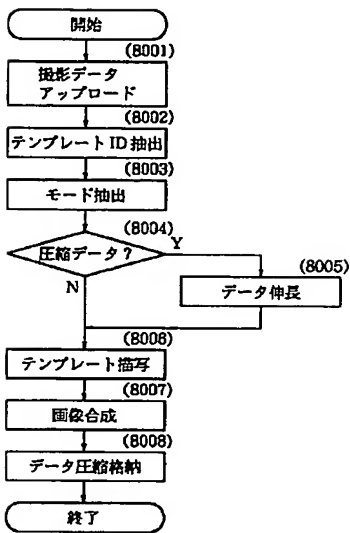 開始
(8001)
撮影データ
アップロード
(8002)
テンプレートID抽出
(8003)
モード抽出
(8004)
圧縮データ？
Y
N
(8005)
データ伸長
(8006)
テンプレート描写
(8007)
画像合成
(8008)
データ圧縮格納
終了